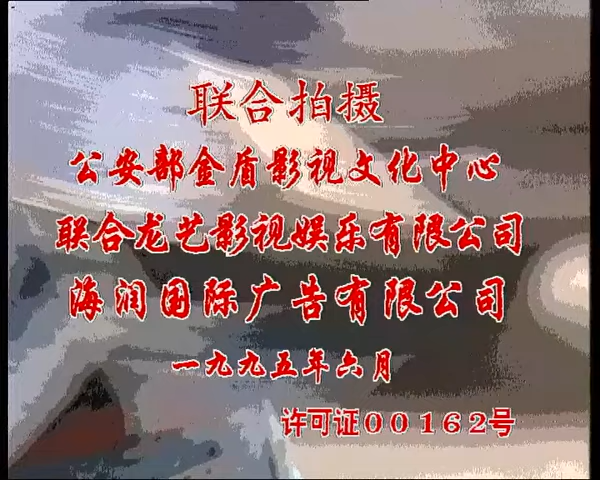 联合拍摄
公安部金盾影视文化中心
联合龙艺影视娱乐有限公司
海润国际广告有限公司
一九九五年六月
许可证００１６２号